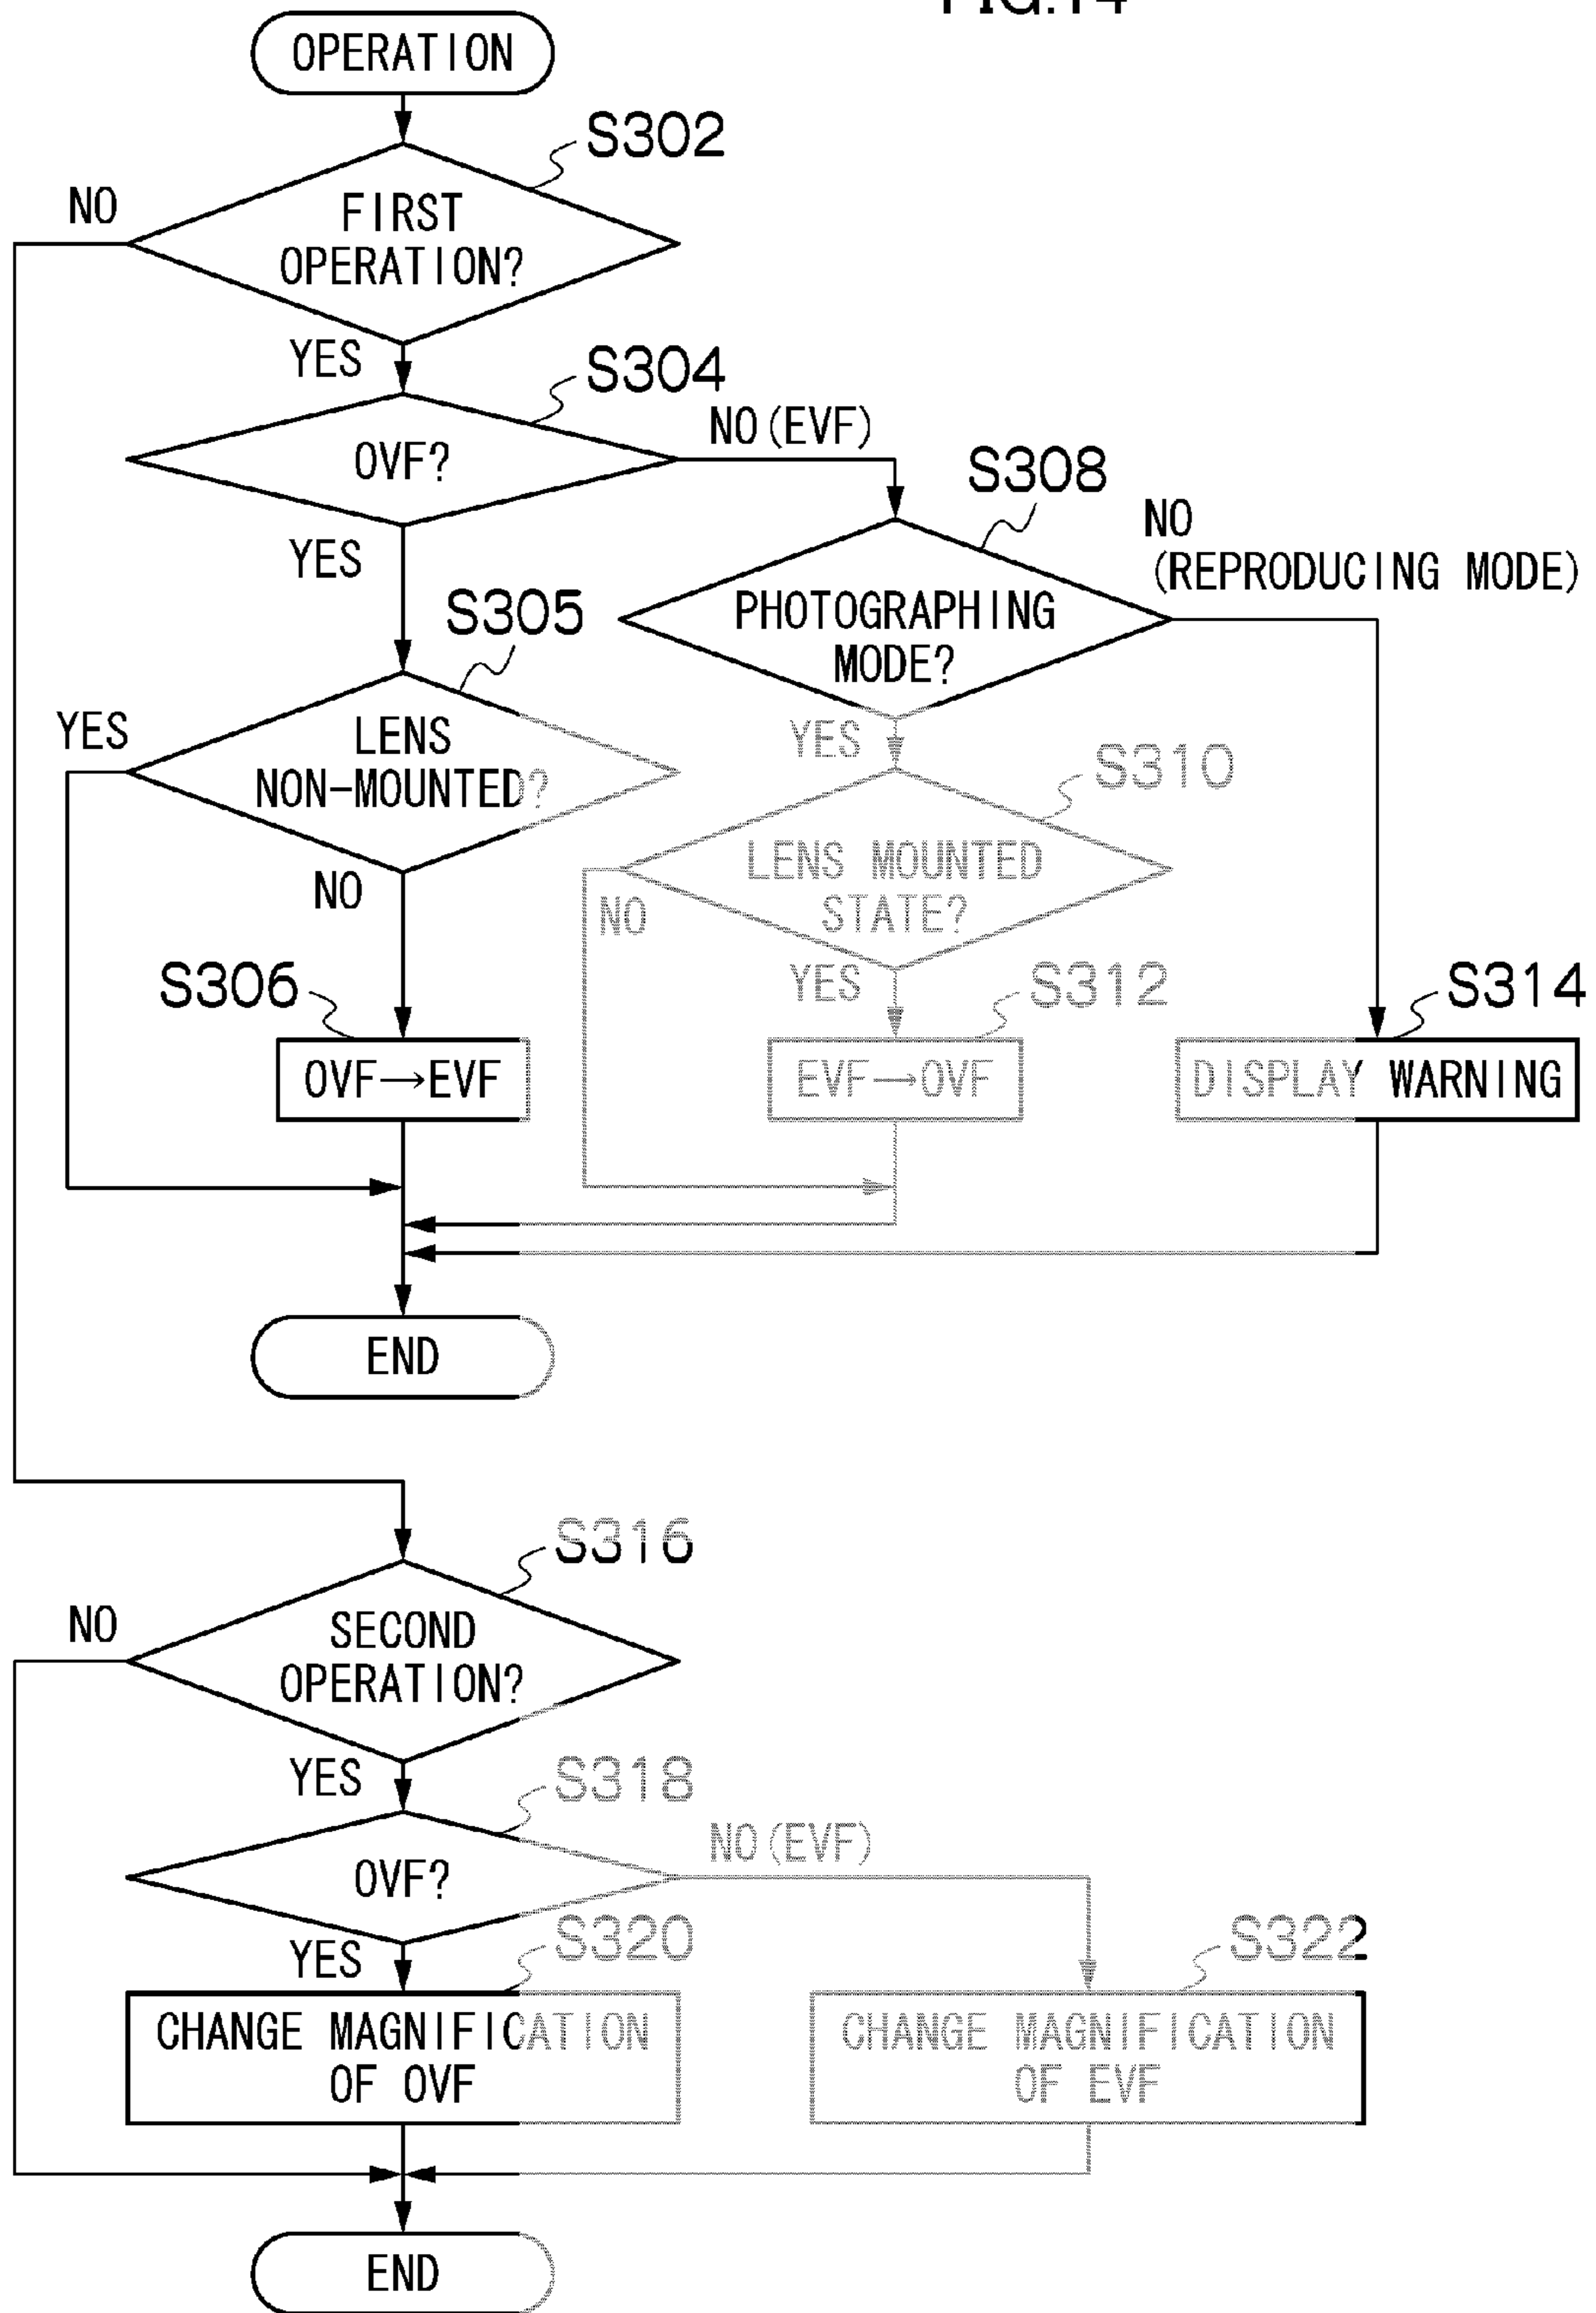 FIG.14
OPERATION
S302
NO
FIRST
OPERATION?
YES
S304
NO(EVF)
OVF?
S308
NO
(REPRODUCING MODE)
YES
S305
PHOTOGRAPHING
MODE?
YES
LENS
NON-MOUNTED?
YES
S310
LENS MOUNTED
STATE?
NO
NO
YES
S306
S312
S314
OVF→EVF
EVF→OVF
DISPLAY WARNING
END
S316
NO
SECOND
OPERATION?
YES
S318
NO(EVF)
OVF?
YES
S320
S322
CHANGE MAGNIFICATION
OF OVF
CHANGE MAGNIFICATION
OF EVF
END